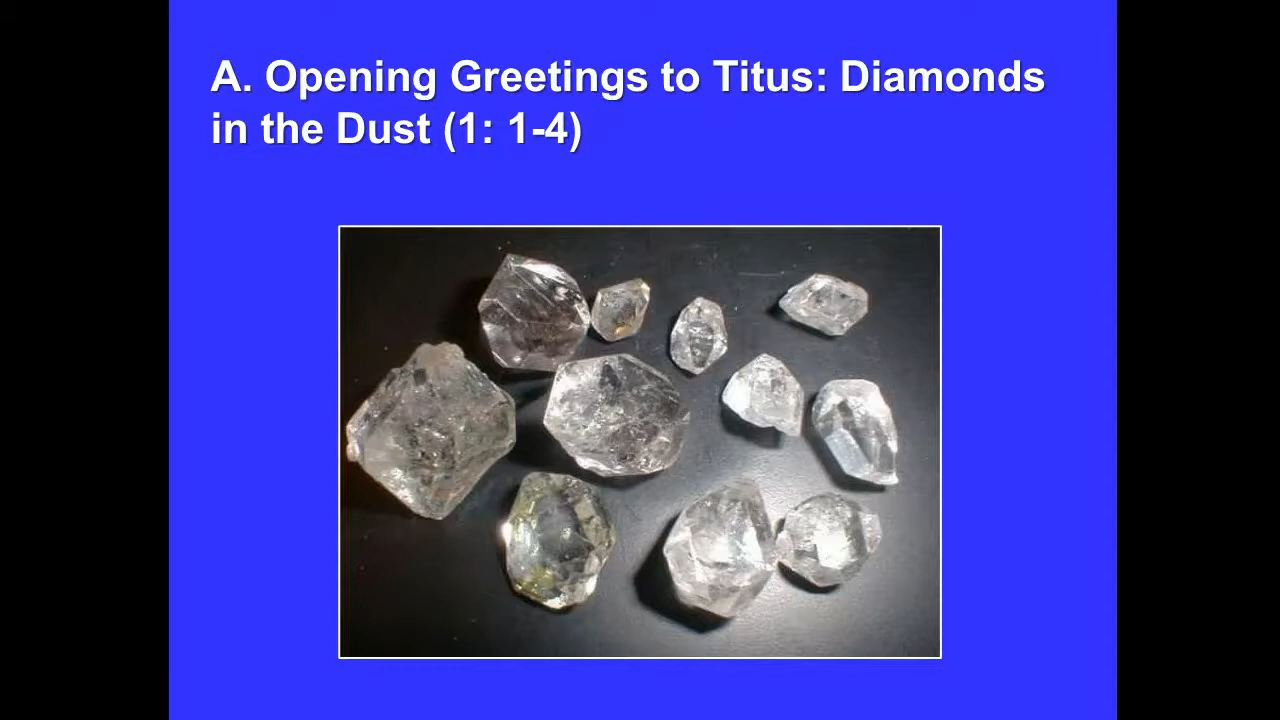 A. Opening Greetings to Titus: Diamonds
in the Dust (1: 1-4)